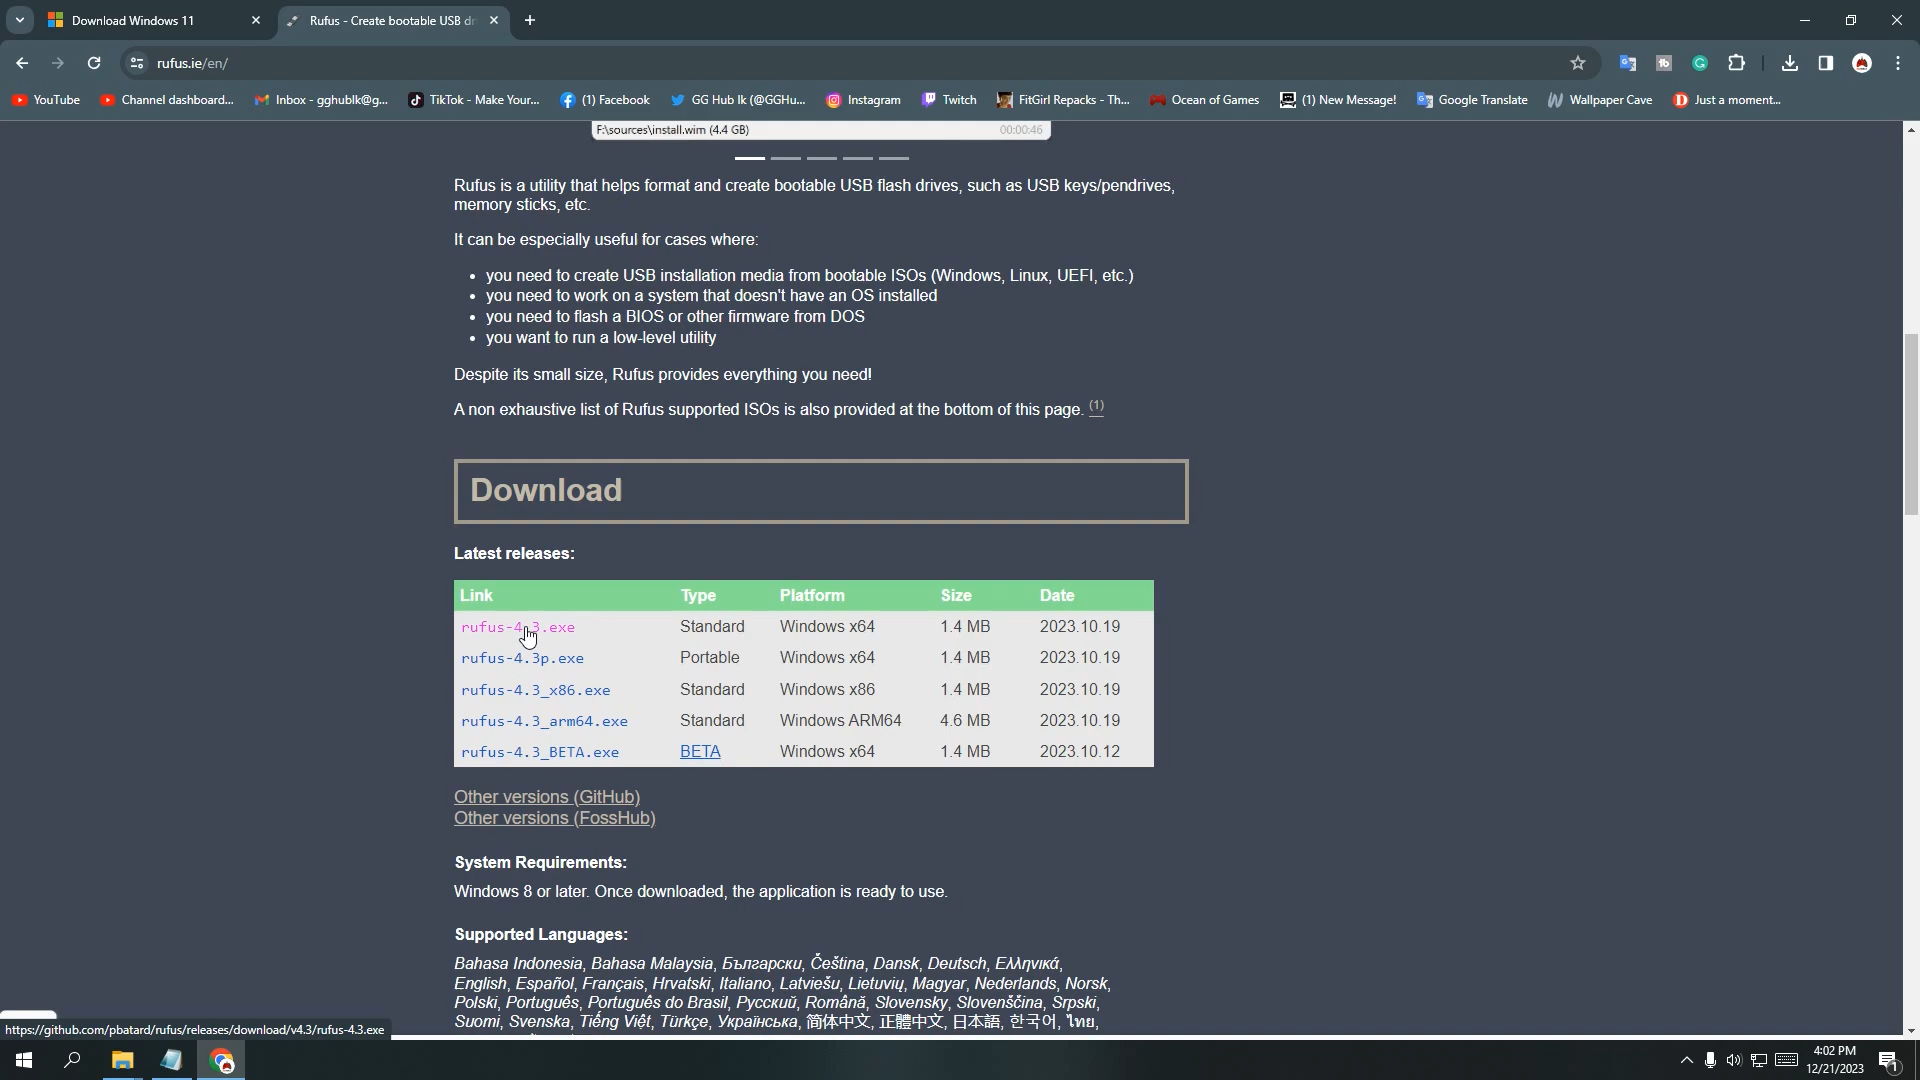 Download Windows 11
Rufus - Create bootable USB dr
rufus.ie/en/
YouTube
Channel dashboard...
Inbox - gghublk@g...
TikTok - Make Your...
(1) Facebook
GG Hub lk (@GGHu...
Instagram
Twitch
FitGirl Repacks - Th...
Ocean of Games
(1) New Message!
Google Translate
Wallpaper Cave
Just a moment...
F:\sources\install.wim (4.4 GB) 00:00:46
Rufus is a utility that helps format and create bootable USB flash drives, such as USB keys/pendrives,
memory sticks, etc.
It can be especially useful for cases where:
• you need to create USB installation media from bootable ISOs (Windows, Linux, UEFI, etc.)
• you need to work on a system that doesn't have an OS installed
• you need to flash a BIOS or other firmware from DOS
• you want to run a low-level utility
Despite its small size, Rufus provides everything you need!
A non exhaustive list of Rufus supported ISOs is also provided at the bottom of this page. (1)
Download
Latest releases:
Link Type Platform Size Date
rufus-4.3.exe Standard Windows x64 1.4 MB 2023.10.19
rufus-4.3p.exe Portable Windows x64 1.4 MB 2023.10.19
rufus-4.3_x86.exe Standard Windows x86 1.4 MB 2023.10.19
rufus-4.3_arm64.exe Standard Windows ARM64 4.6 MB 2023.10.19
rufus-4.3_BETA.exe BETA Windows x64 1.4 MB 2023.10.12
Other versions (GitHub)
Other versions (FossHub)
System Requirements:
Windows 8 or later. Once downloaded, the application is ready to use.
Supported Languages:
Bahasa Indonesia, Bahasa Malaysia, Български, Čeština, Dansk, Deutsch, Ελληνικά,
English, Español, Français, Hrvatski, Italiano, Latviešu, Lietuvių, Magyar, Nederlands, Norsk,
Polski, Português, Português do Brasil, Русский, Română, Slovensky, Slovenščina, Srpski,
Suomi, Svenska, Tiếng Việt, Türkçe, Українська, 简体中文, 正體中文, 日本語, 한국어, ไทย,
https://github.com/pbatard/rufus/releases/download/v4.3/rufus-4.3.exe
4:02 PM
12/21/2023
1